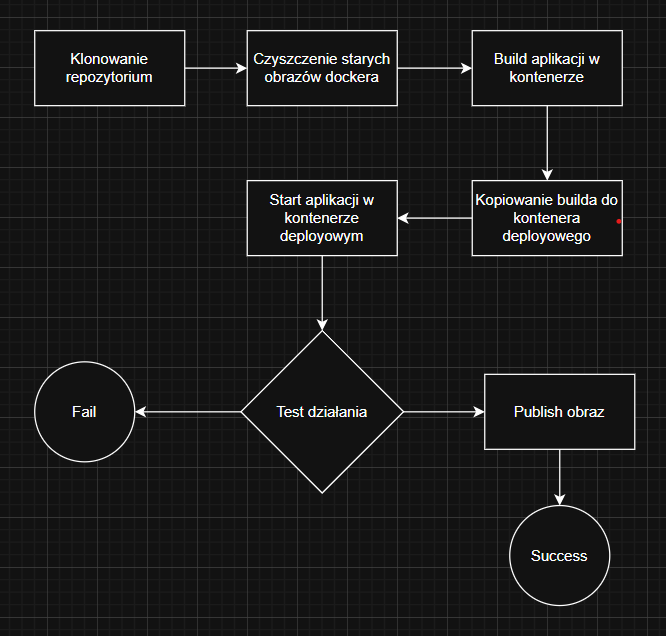 Klonowanie
repozytorium
Czyszczenie starych
obrazów dockera
Build aplikacji w
kontenerze
Start aplikacji w
kontenerze
deployowym
Kopiowanie builda do
kontenera
deployowego
Fail
Test działania
Publish obraz
Success